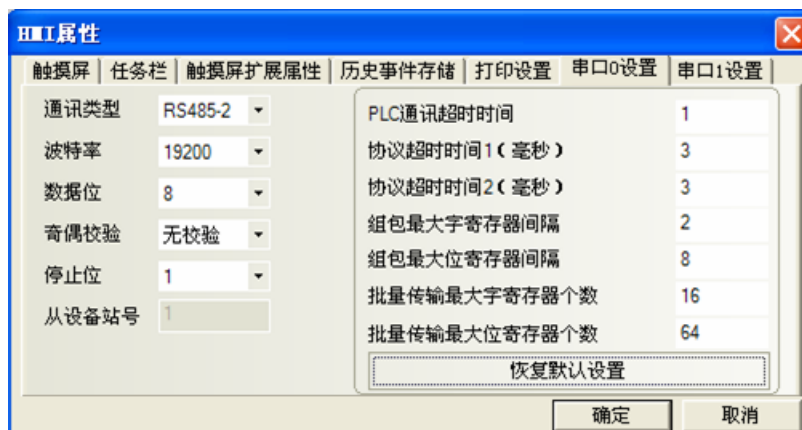 HMI属性
触摸屏 任务栏 触摸屏扩展属性 历史事件存储 打印设置 串口0设置 串口1设置
通讯类型 RS485-2
波特率 19200
数据位 8
奇偶校验 无校验
停止位 1
从设备站号 1
PLC通讯超时时间 1
协议超时时间1(毫秒) 3
协议超时时间2(毫秒) 3
组包最大字寄存器间隔 2
组包最大位寄存器间隔 8
批量传输最大字寄存器个数 16
批量传输最大位寄存器个数 64
恢复默认设置
确定 取消